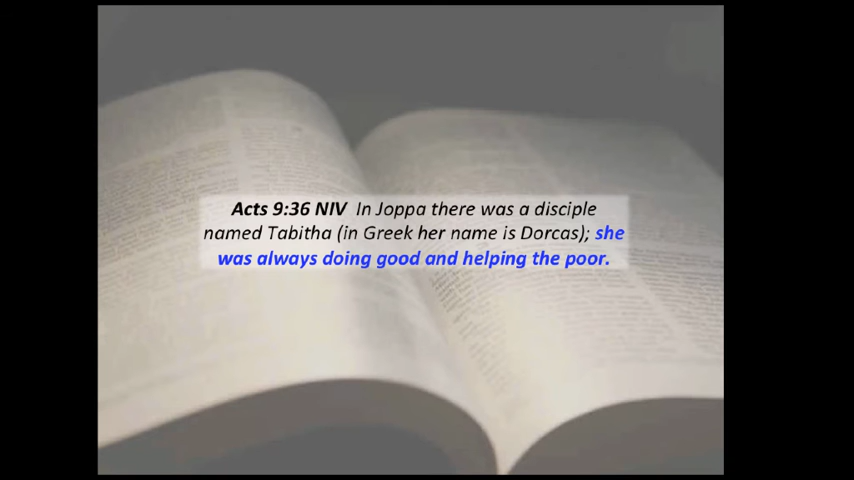 Acts 9:36 NIV In Joppa there was a disciple
named Tabitha (in Greek her name is Dorcas); she
was always doing good and helping the poor.